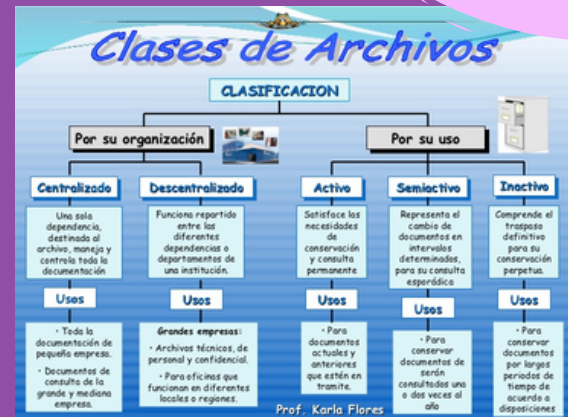 Clases de Archivos
CLASIFICACION
Por su organización
Por su uso
Centralizado
Descentralizado
Activo
Semiactivo
Inactivo
Una sola
dependencia,
destinada al
archivo, maneja y
controla toda la
documentación
Funciona repartido
entre las
diferentes
dependencias o
departamentos de
una institución.
Satisface las
necesidades
de
conservación
y consulta
permanente
Representa el
cambio de
documentos en
intervalos
determinados,
para su consulta
esporádica
Comprende el
traspaso
definitivo
para su
conservación
perpetua.
Usos
Usos
Usos
Usos
Usos
• Toda la
documentación de
pequeña empresa.
• Documentos de
consulta de la
grande y mediana
empresa.
Grandes empresas:
• Archivos técnicos, de
personal y confidencial.
• Para oficinas que
funcionan en diferentes
locales o regiones.
• Para
documentos
actuales y
anteriores
que estén en
tramite.
• Para
conservar
documentos de
serán
consultados una
o dos veces al
año
• Para
conservar
documentos
por largos
periodos de
tiempo de
acuerdo a
disposiciones
Prof. Karla Flores